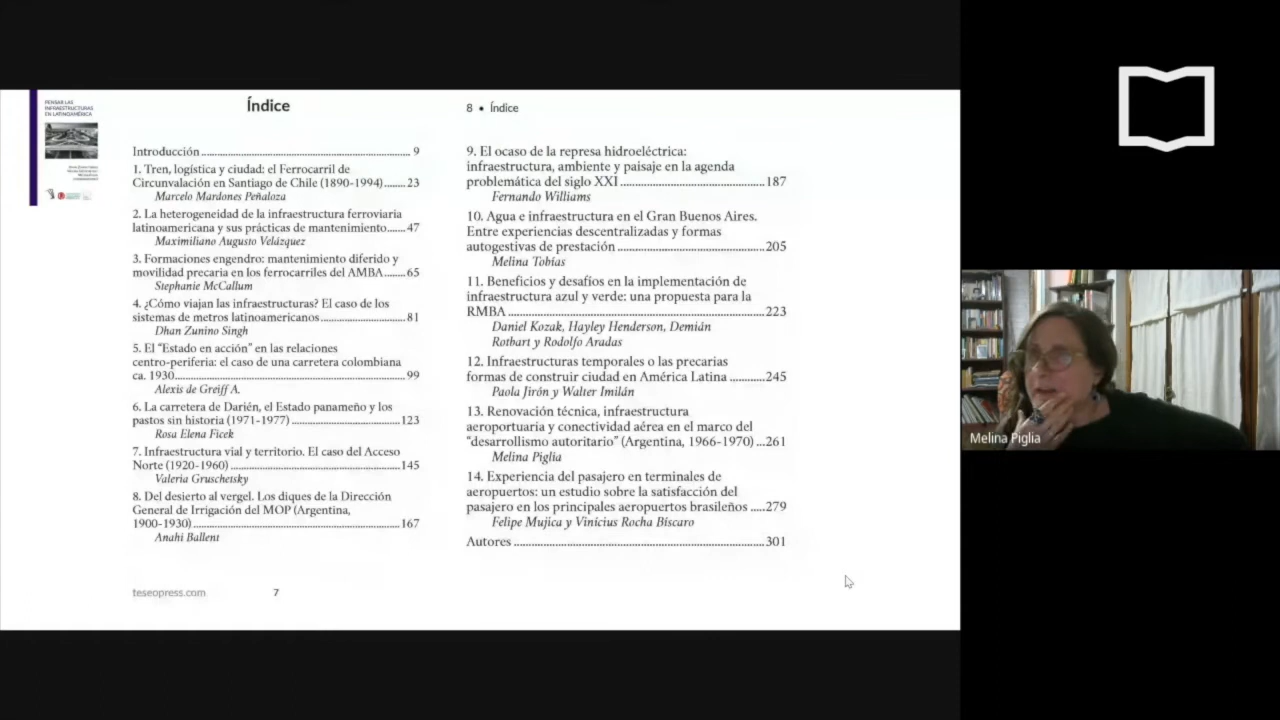 PENSAR LAS
INFRAESTRUCTURAS
EN LATINOAMÉRICA
Índice
Introducción ........ 9
1. Tren, logística y ciudad: el Ferrocarril de
Circunvalación en Santiago de Chile (1890-1994) ...... 23
Marcelo Mardones Peñaloza
2. La heterogeneidad de la infraestructura ferroviaria
latinoamericana y sus prácticas de mantenimiento...... 47
Maximiliano Augusto Velázquez
3. Formaciones engendro: mantenimiento diferido y
movilidad precaria en los ferrocarriles del AMBA ....... 65
Stephanie McCallum
4. ¿Cómo viajan las infraestructuras? El caso de los
sistemas de metros latinoamericanos ........ 81
Dhan Zunino Singh
5. El “Estado en acción” en las relaciones
centro-periferia: el caso de una carretera colombiana
ca. 1930........ 99
Alexis de Greiff A.
6. La carretera de Darién, el Estado panameño y los
pastos sin historia (1971-1977) ........ 123
Rosa Elena Ficek
7. Infraestructura vial y territorio. El caso del Acceso
Norte (1920-1960) ........ 145
Valeria Gruschetsky
8. Del desierto al vergel. Los diques de la Dirección
General de Irrigación del MOP (Argentina,
1900-1930) ........ 167
Anahi Ballent
teseopress.com 7
8 • Índice
9. El ocaso de la represa hidroeléctrica:
infraestructura, ambiente y paisaje en la agenda
problemática del siglo XXI ........ 187
Fernando Williams
10. Agua e infraestructura en el Gran Buenos Aires.
Entre experiencias descentralizadas y formas
autogestivas de prestación ........ 205
Melina Tobías
11. Beneficios y desafíos en la implementación de
infraestructura azul y verde: una propuesta para la
RMBA ........ 223
Daniel Kozak, Hayley Henderson, Demián
Rotbart y Rodolfo Aradas
12. Infraestructuras temporales o las precarias
formas de construir ciudad en América Latina ........ 245
Paola Jirón y Walter Imilán
13. Renovación técnica, infraestructura
aeroportuaria y conectividad aérea en el marco del
“desarrollismo autoritario” (Argentina, 1966-1970) ... 261
Melina Piglia
14. Experiencia del pasajero en terminales de
aeropuertos: un estudio sobre la satisfacción del
pasajero en los principales aeropuertos brasileños ..... 279
Felipe Mujica y Vinícius Rocha Bíscaro
Autores ........ 301
Melina Piglia